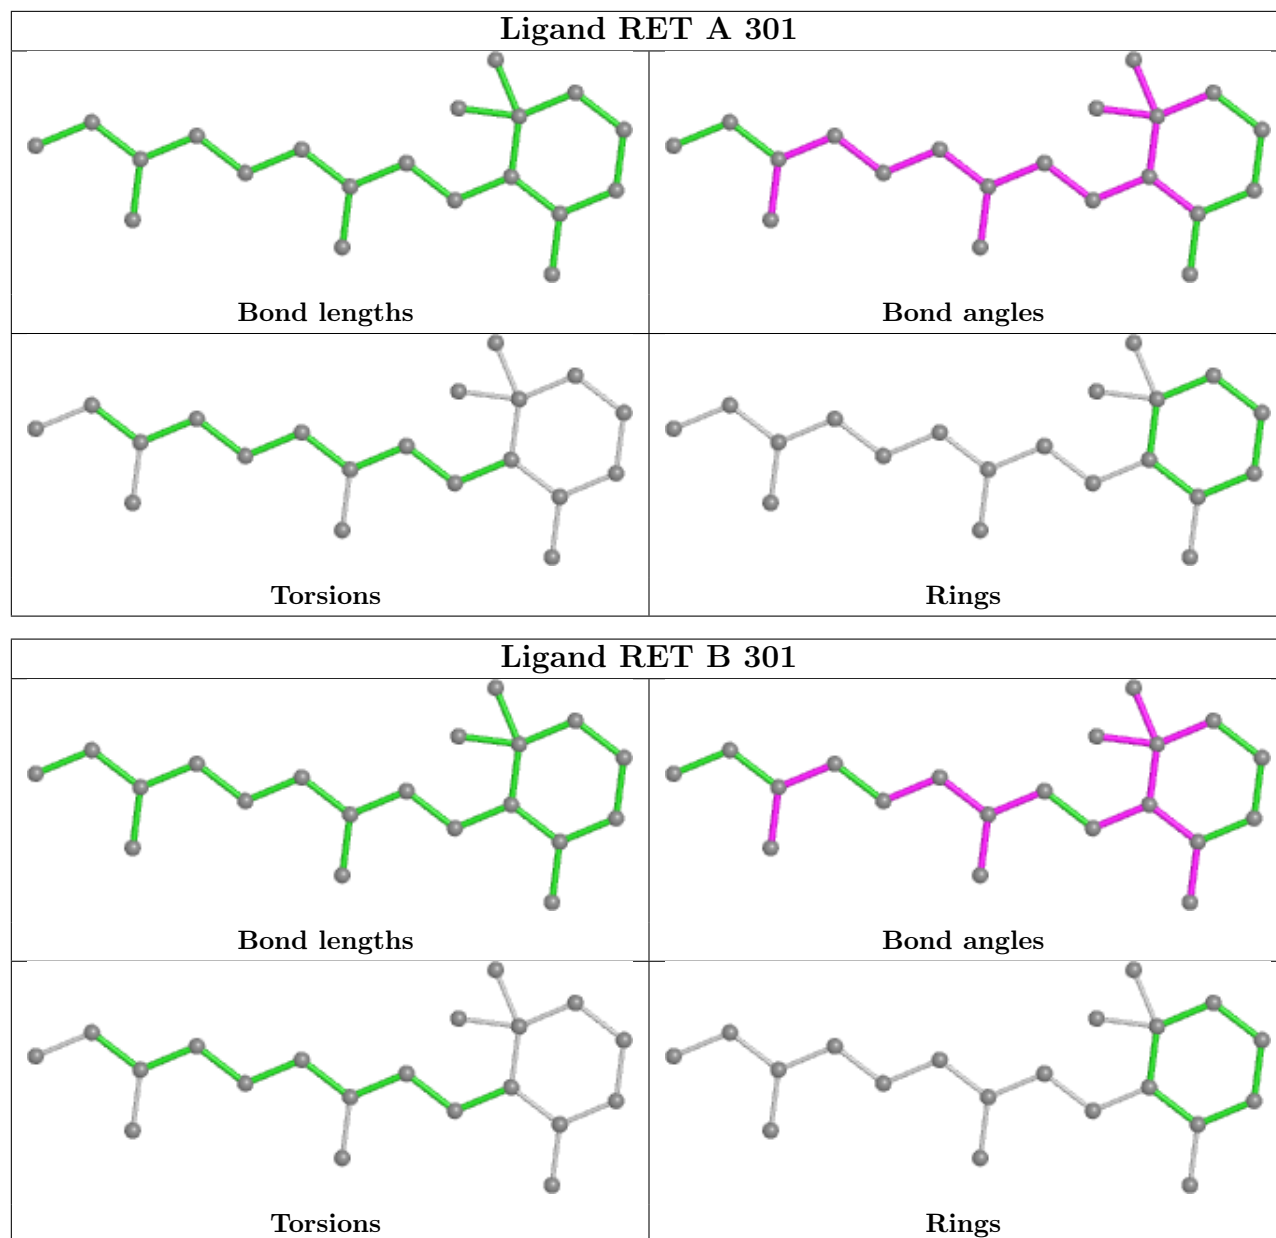 Ligand RET A 301
Bond lengths
Bond angles
Torsions
Rings
Ligand RET B 301
Bond lengths
Bond angles
Torsions
Rings